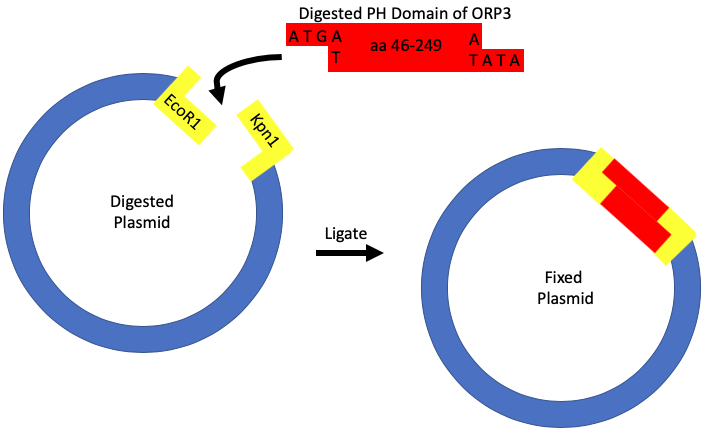 Digested PH Domain of ORP3
A T G A
T
aa 46-249
A
T A T A
EcoR1
Kpn1
Digested
Plasmid
Ligate
Fixed
Plasmid